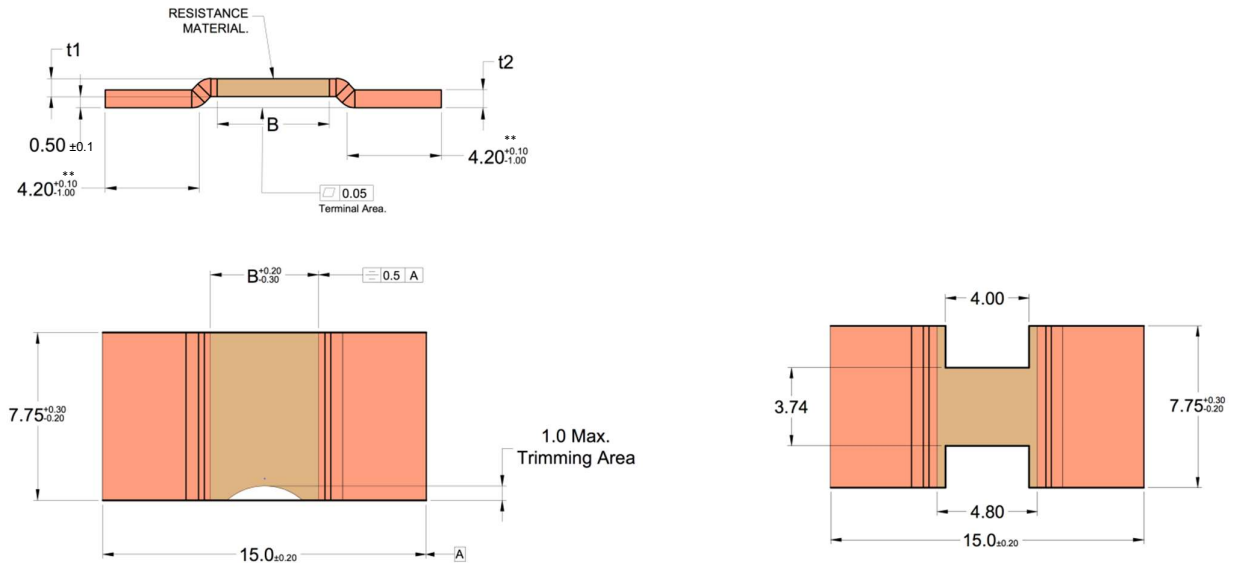 RESISTANCE
MATERIAL.
t1
t2
B
0.50 ±0.1
**
4.20 +0.10 -1.00
**
4.20 +0.10 -1.00
⏥ 0.05
Terminal Area.
B +0.20 -0.30
⌯ 0.5 A
7.75 +0.30 -0.20
1.0 Max.
Trimming Area
15.0 ±0.20
A
4.00
3.74
7.75 +0.30 -0.20
4.80
15.0 ±0.20